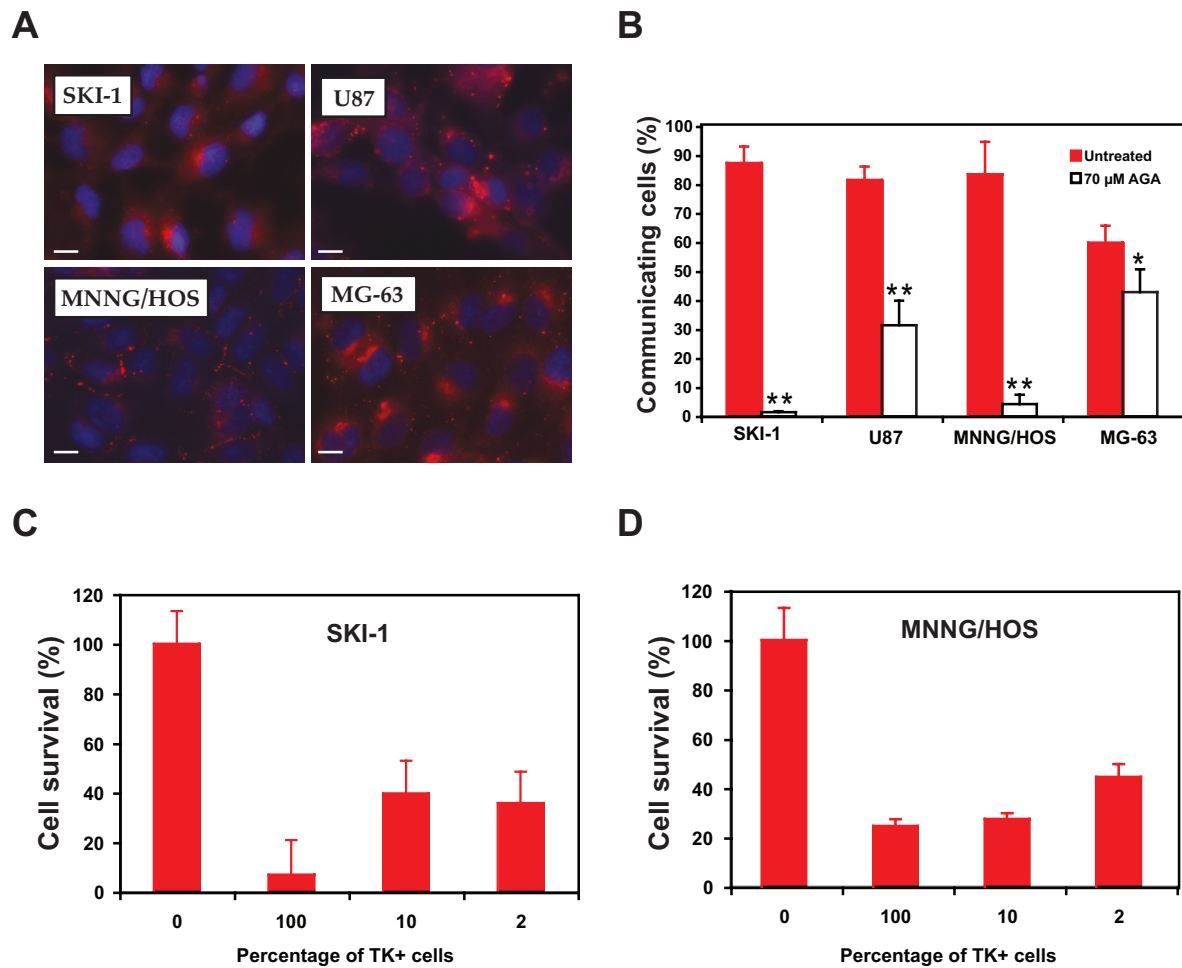 A
SKI-1
U87
MNNG/HOS
MG-63
B
Communicating cells (%)
100
90
80
70
60
50
40
30
20
10
0
Untreated
70 µM AGA
**
**
**
*
SKI-1
U87
MNNG/HOS
MG-63
C
Cell survival (%)
120
100
80
60
40
20
0
SKI-1
0
100
10
2
Percentage of TK+ cells
D
Cell survival (%)
120
100
80
60
40
20
0
MNNG/HOS
0
100
10
2
Percentage of TK+ cells